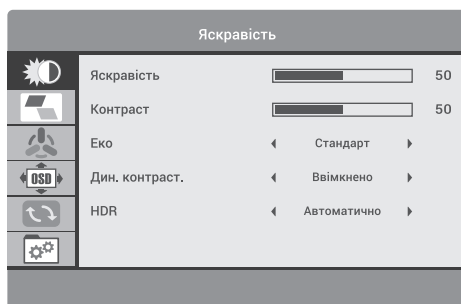 Яскравість
Яскравість 50
Контраст 50
Еко Стандарт
Дин. контраст. Ввімкнено
HDR Автоматично
OSD